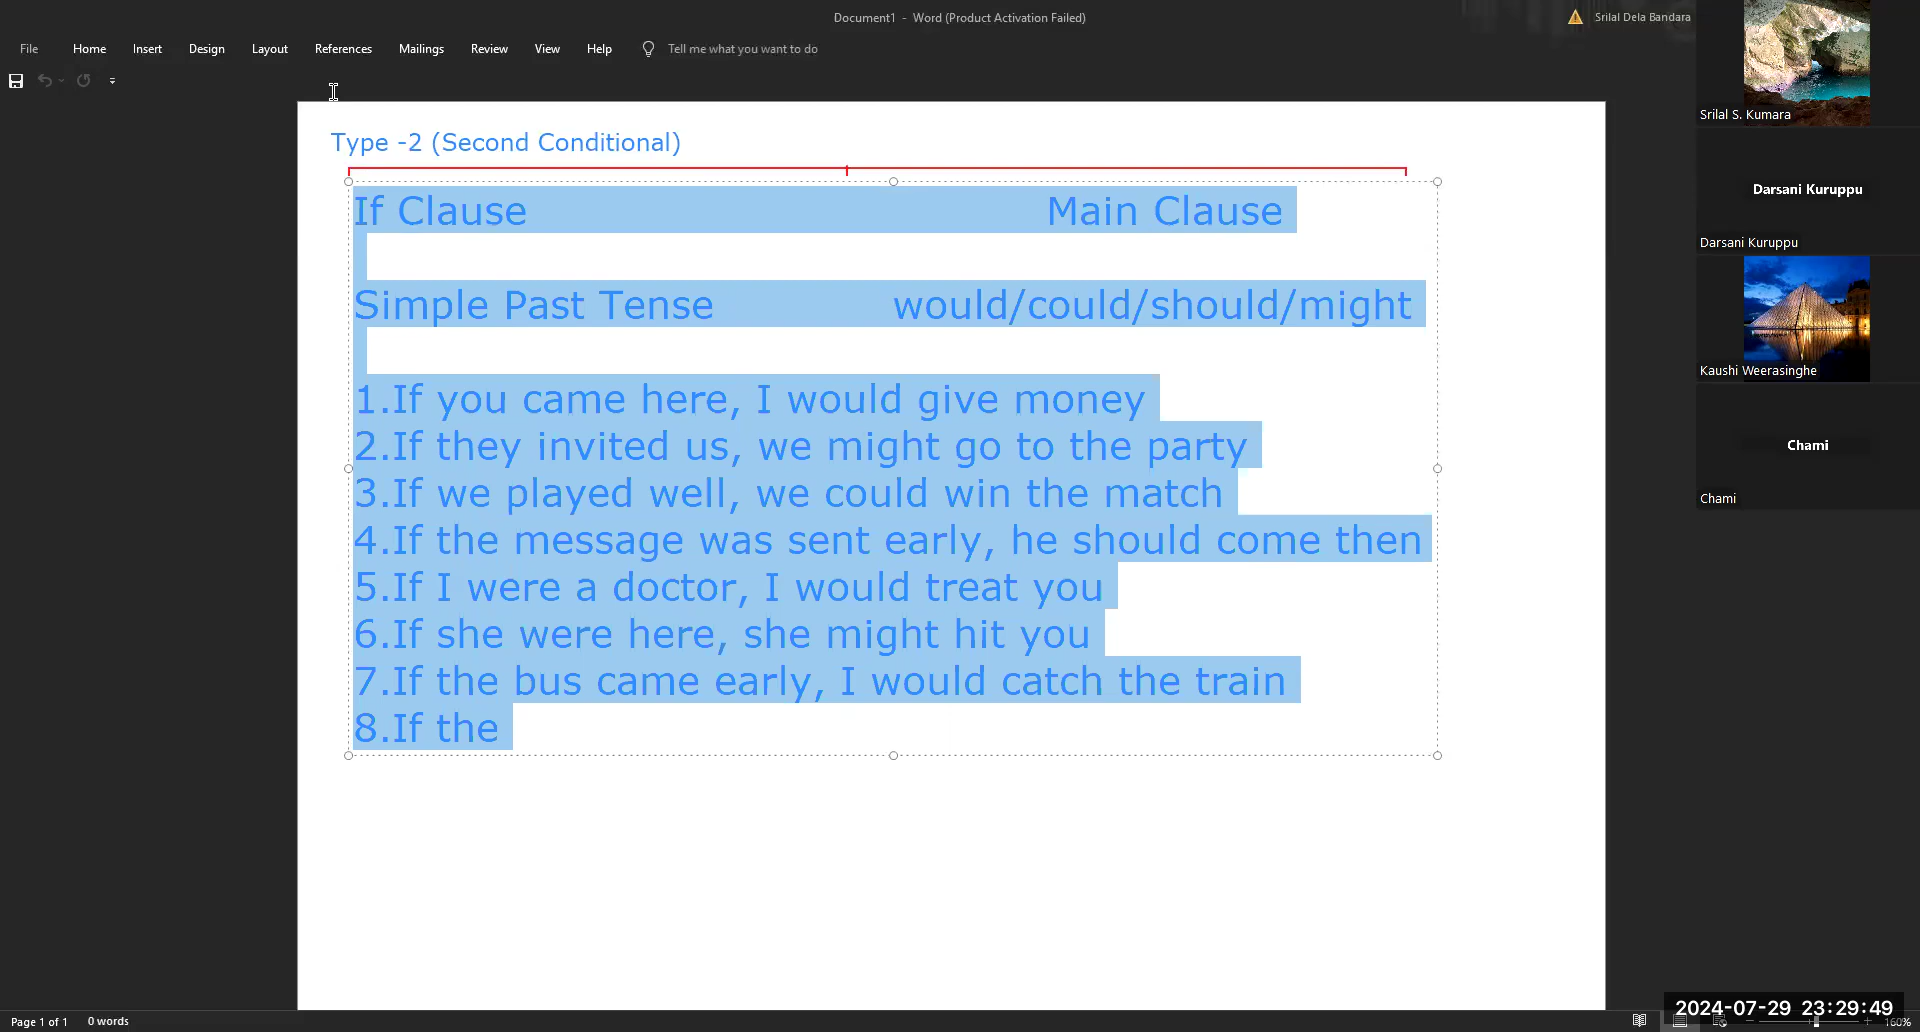 Document1 - Word (Product Activation Failed)
Srilal Dela Bandara
File Home Insert Design Layout References Mailings Review View Help Tell me what you want to do
Srilal S. Kumara
Type -2 (Second Conditional)
Darsani Kuruppu
If Clause Main Clause
Darsani Kuruppu
Simple Past Tense would/could/should/might
Kaushi Weerasinghe
1.If you came here, I would give money
2.If they invited us, we might go to the party
Chami
3.If we played well, we could win the match
Chami
4.If the message was sent early, he should come then
5.If I were a doctor, I would treat you
6.If she were here, she might hit you
7.If the bus came early, I would catch the train
8.If the
2024-07-29 23:29:49
Page 1 of 1 0 words
160%